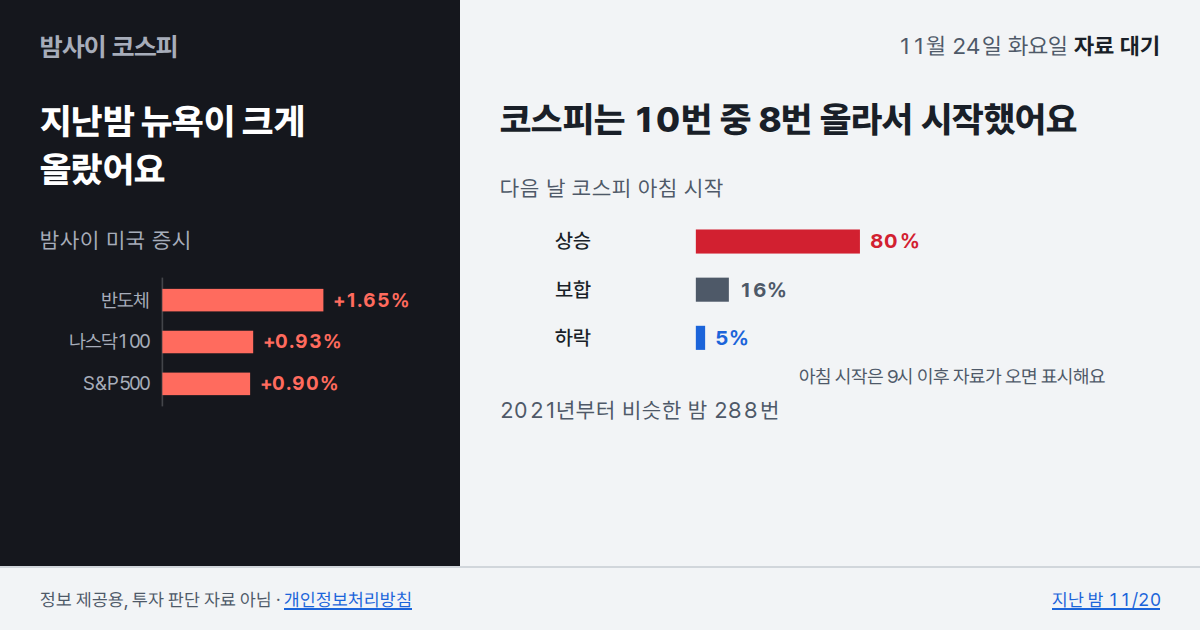 밤사이 코스피
지난밤 뉴욕이 크게
올랐어요
밤사이 미국 증시
반도체 +1.65%
나스닥100 +0.93%
S&P500 +0.90%
11월 24일 화요일 자료 대기
코스피는 10번 중 8번 올라서 시작했어요
다음 날 코스피 아침 시작
상승 80%
보합 16%
하락 5%
아침 시작은 9시 이후 자료가 오면 표시해요
2021년부터 비슷한 밤 288번
정보 제공용, 투자 판단 자료 아님 · 개인정보처리방침
지난 밤 11/20